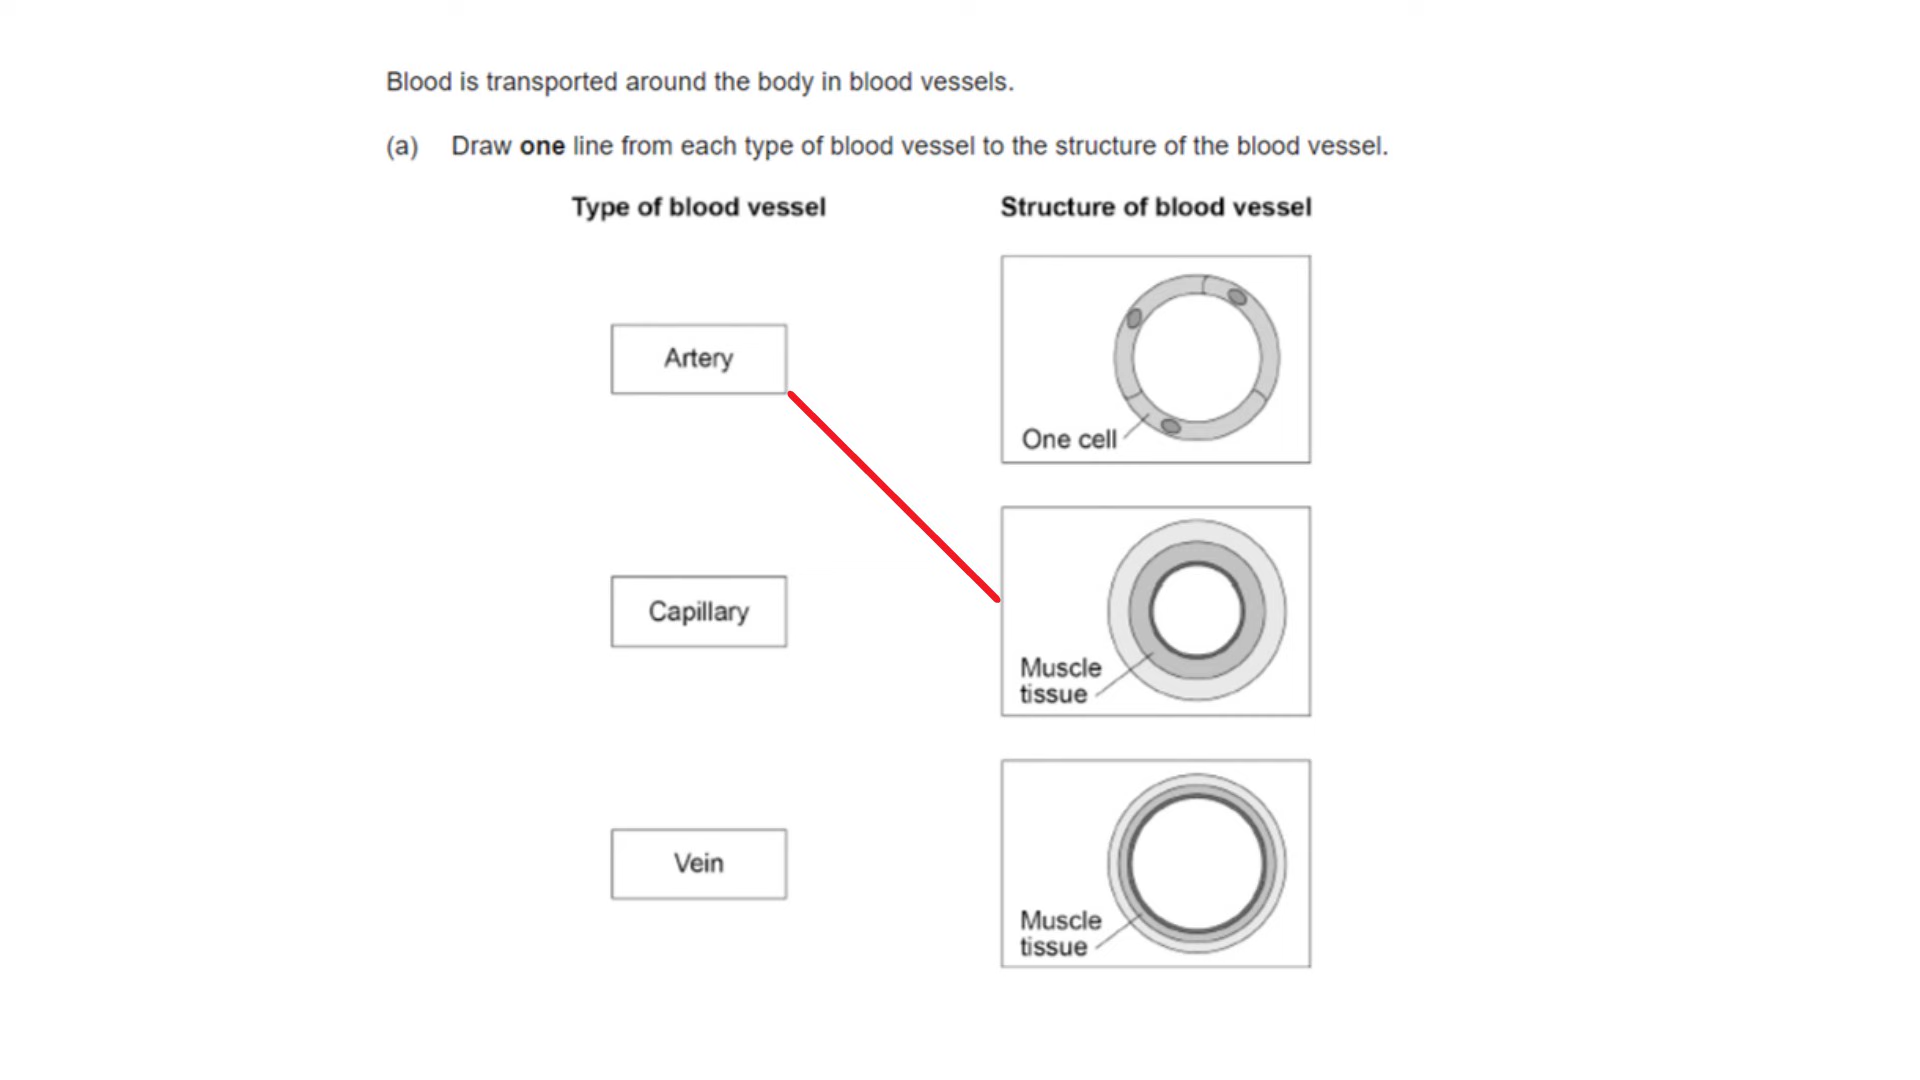 Blood is transported around the body in blood vessels.
(a) Draw one line from each type of blood vessel to the structure of the blood vessel.
Type of blood vessel
Structure of blood vessel
Artery
One cell
Capillary
Muscle
tissue
Vein
Muscle
tissue